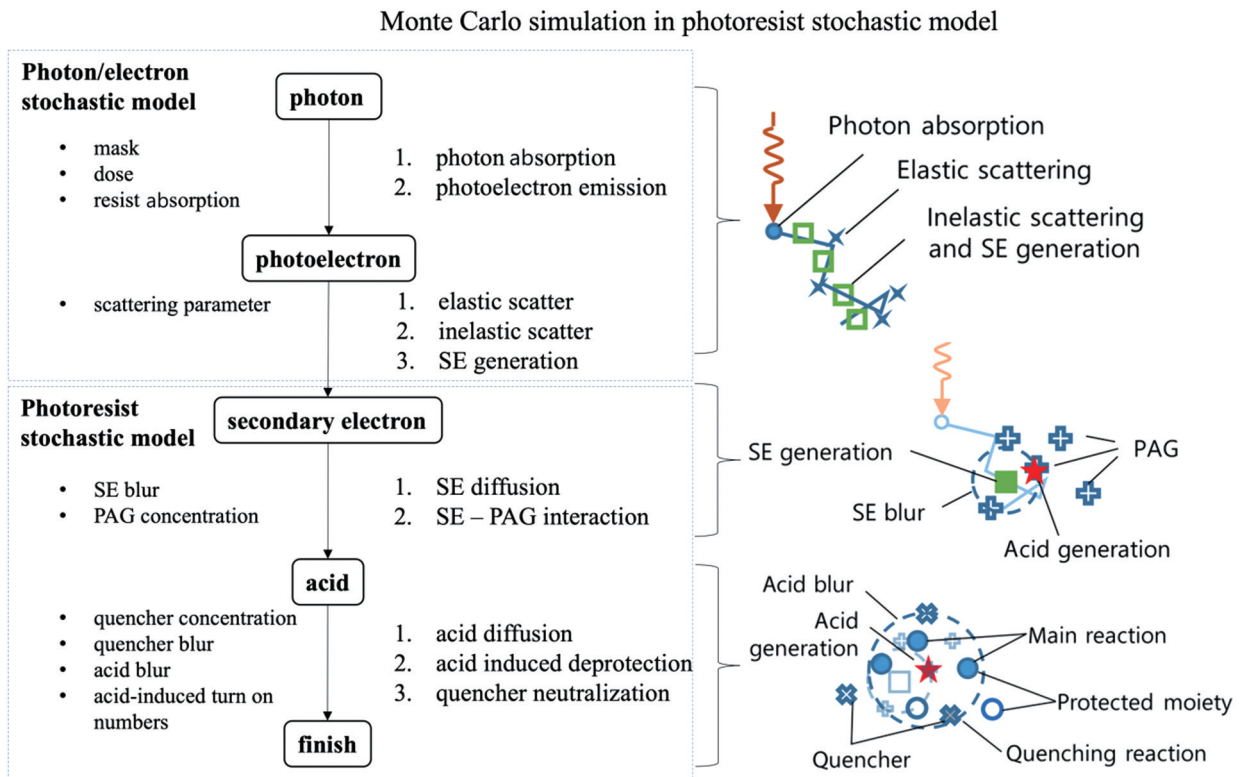 Monte Carlo simulation in photoresist stochastic model
Photon/electron
stochastic model
photon
• mask
• dose
• resist absorption
1. photon absorption
2. photoelectron emission
photoelectron
• scattering parameter
1. elastic scatter
2. inelastic scatter
3. SE generation
Photon absorption
Elastic scattering
Inelastic scattering
and SE generation
Photoresist
stochastic model
secondary electron
• SE blur
• PAG concentration
1. SE diffusion
2. SE – PAG interaction
SE generation
PAG
SE blur
Acid generation
acid
• quencher concentration
• quencher blur
• acid blur
• acid-induced turn on
numbers
1. acid diffusion
2. acid induced deprotection
3. quencher neutralization
finish
Acid blur
Acid
generation
Main reaction
Protected moiety
Quencher
Quenching reaction